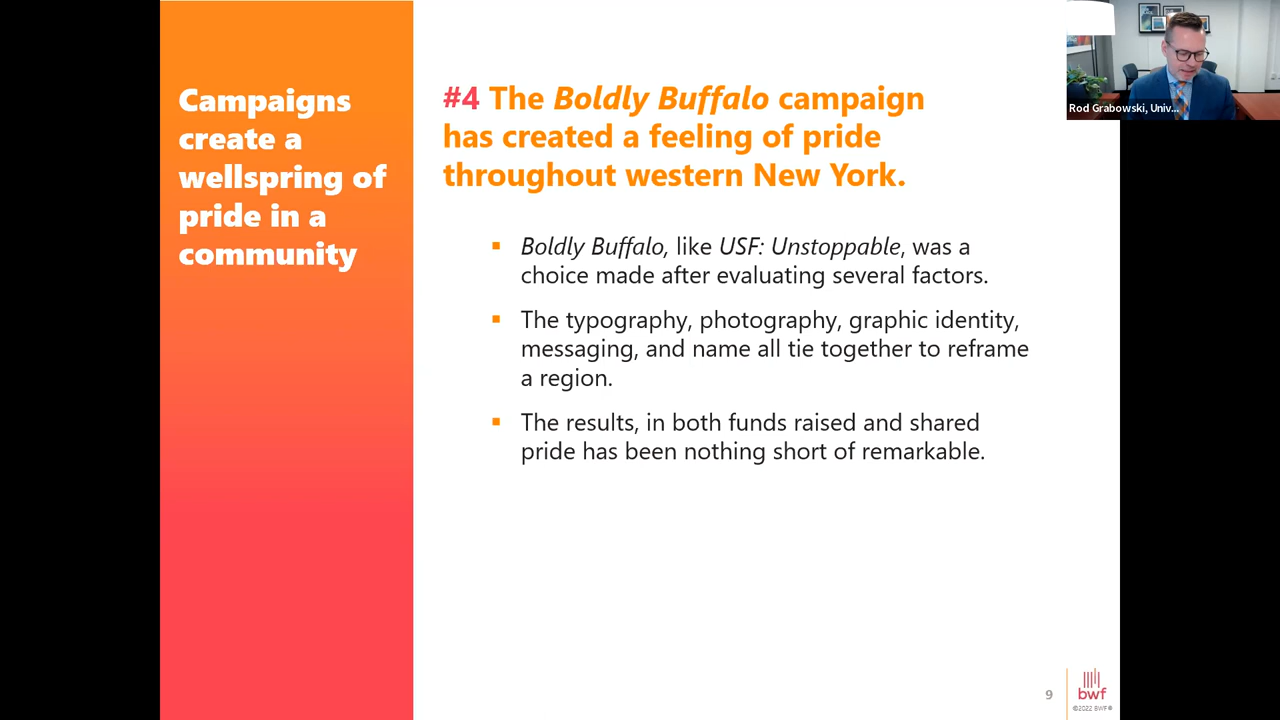 Campaigns
create a
wellspring of
pride in a
community
#4 The Boldly Buffalo campaign
has created a feeling of pride
throughout western New York.
▪ Boldly Buffalo, like USF: Unstoppable, was a
choice made after evaluating several factors.
▪ The typography, photography, graphic identity,
messaging, and name all tie together to reframe
a region.
▪ The results, in both funds raised and shared
pride has been nothing short of remarkable.
Rod Grabowski, Univ...
9
bwf
©2022 BWF®